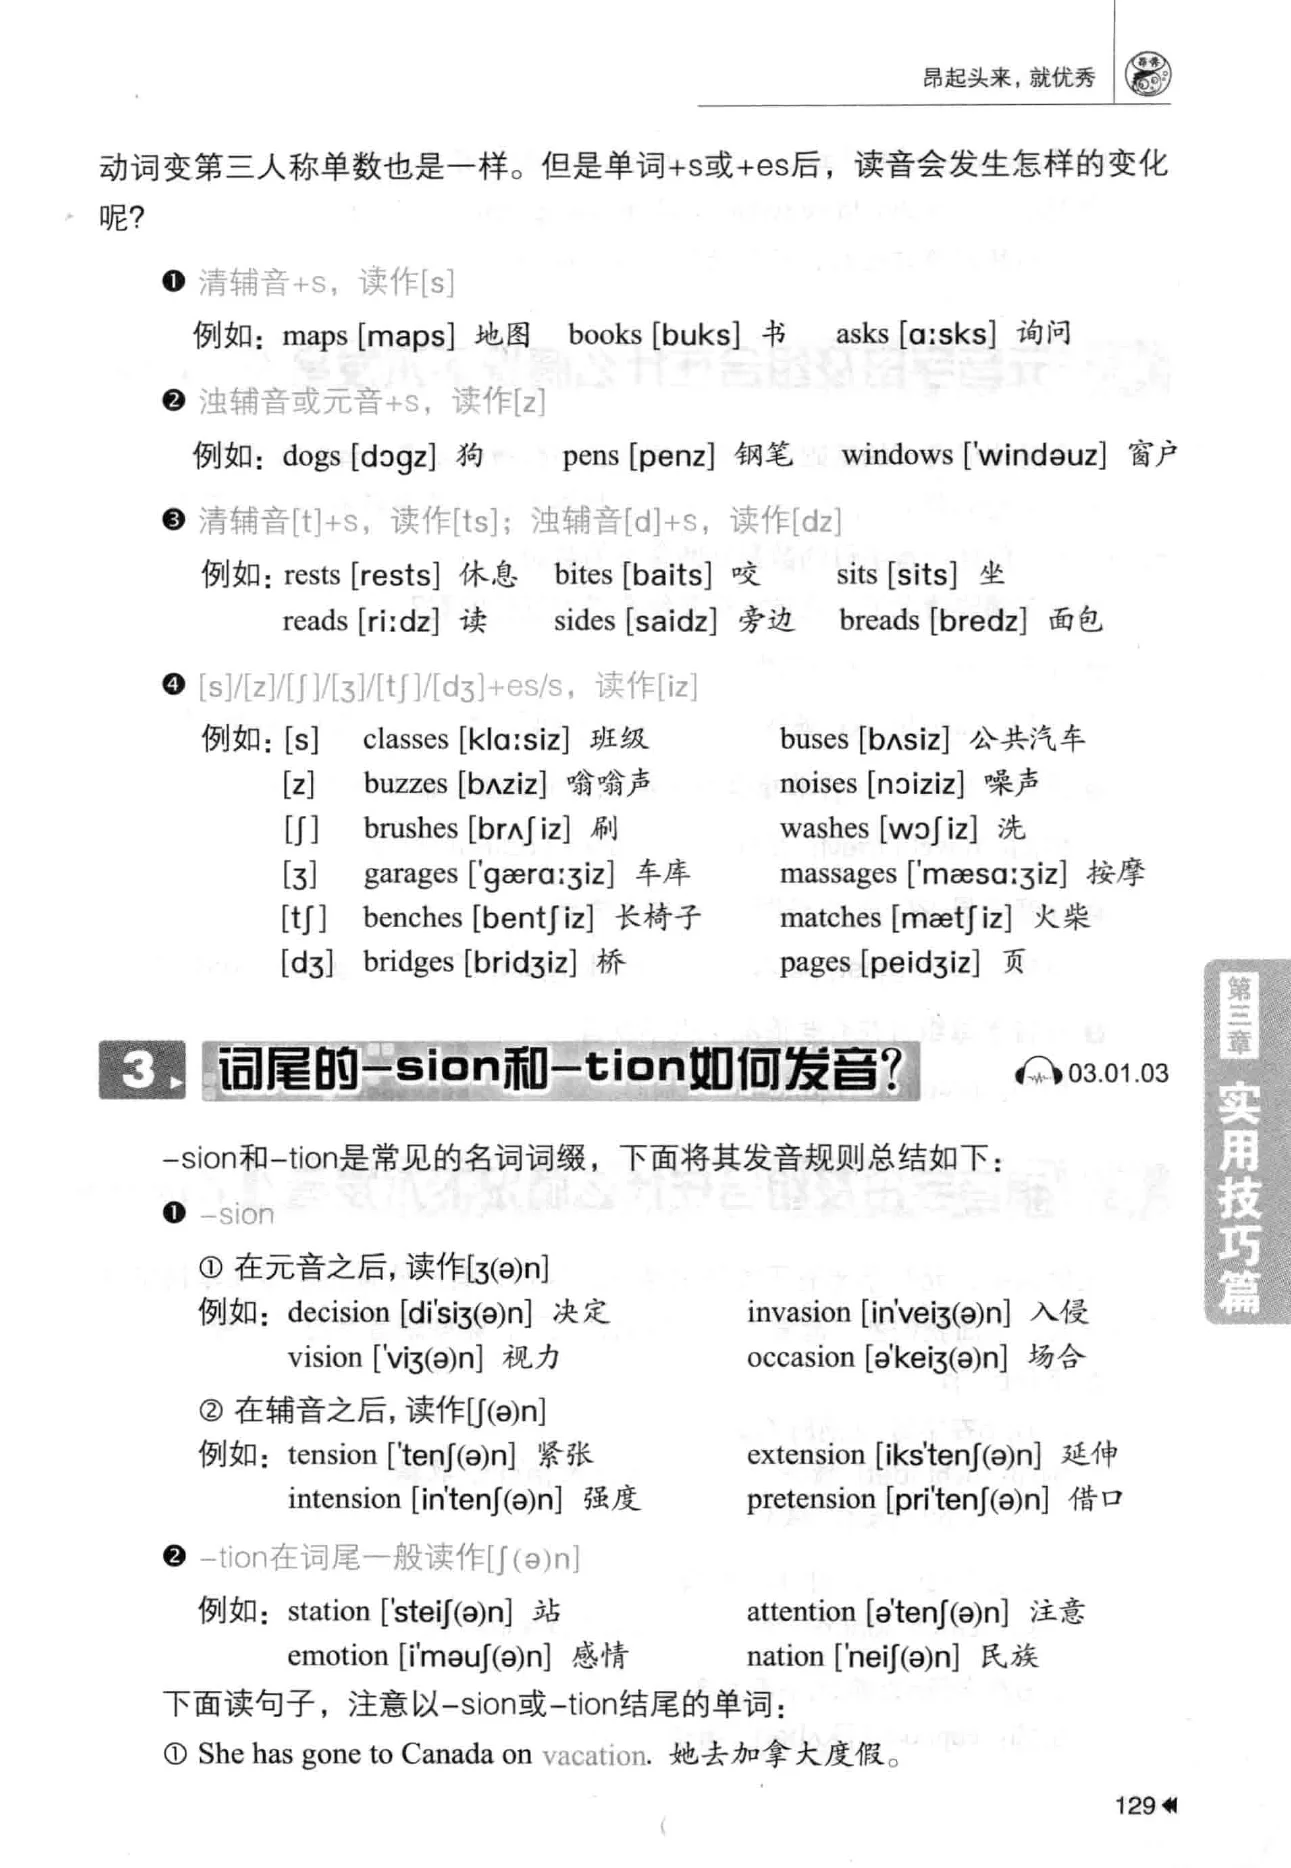 昂起头来，就优秀
动词变第三人称单数也是一样。但是单词+s或+es后，读音会发生怎样的变化
呢？
❶ 清辅音+s，读作[s]
例如：maps [maps] 地图 books [buks] 书 asks [ɑːsks] 询问
❷ 浊辅音或元音+s，读作[z]
例如：dogs [dɔgz] 狗 pens [penz] 钢笔 windows ['windəuz] 窗户
❸ 清辅音[t]+s，读作[ts]；浊辅音[d]+s，读作[dz]
例如：rests [rests] 休息 bites [baits] 咬 sits [sits] 坐
reads [riːdz] 读 sides [saidz] 旁边 breads [bredz] 面包
❹ [s]/[z]/[ʃ]/[ʒ]/[tʃ]/[dʒ]+es/s，读作[iz]
例如：[s] classes [klɑːsiz] 班级 buses [bʌsiz] 公共汽车
[z] buzzes [bʌziz] 嗡嗡声 noises [nɔiziz] 噪声
[ʃ] brushes [brʌʃiz] 刷 washes [wɔʃiz] 洗
[ʒ] garages ['gærɑːʒiz] 车库 massages ['mæsɑːʒiz] 按摩
[tʃ] benches [bentʃiz] 长椅子 matches [mætʃiz] 火柴
[dʒ] bridges [bridʒiz] 桥 pages [peidʒiz] 页
3 词尾的-sion和-tion如何发音？ 03.01.03
-sion和-tion是常见的名词词缀，下面将其发音规则总结如下：
❶ -sion
① 在元音之后，读作[ʒ(ə)n]
例如：decision [di'siʒ(ə)n] 决定 invasion [in'veiʒ(ə)n] 入侵
vision ['viʒ(ə)n] 视力 occasion [ə'keiʒ(ə)n] 场合
② 在辅音之后，读作[ʃ(ə)n]
例如：tension ['tenʃ(ə)n] 紧张 extension [iks'tenʃ(ə)n] 延伸
intension [in'tenʃ(ə)n] 强度 pretension [pri'tenʃ(ə)n] 借口
❷ -tion在词尾一般读作[ʃ(ə)n]
例如：station ['steiʃ(ə)n] 站 attention [ə'tenʃ(ə)n] 注意
emotion [i'məuʃ(ə)n] 感情 nation ['neiʃ(ə)n] 民族
下面读句子，注意以-sion或-tion结尾的单词：
① She has gone to Canada on vacation. 她去加拿大度假。
第三章 实用技巧篇
129